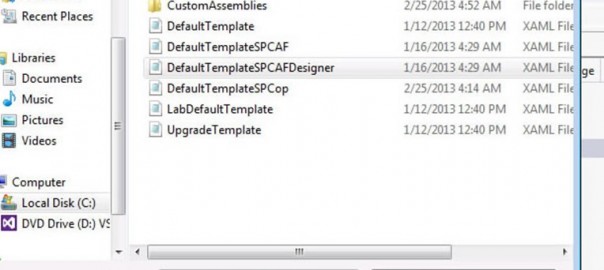 Recent Places
Libraries
Documents
Music
Pictures
Videos
Computer
Local Disk (C:)
DVD Drive (D:) VS
CustomAssemblies 2/25/2013 4:52 AM File folder
DefaultTemplate 1/12/2013 12:40 PM XAML File
DefaultTemplateSPCAF 1/16/2013 4:29 AM XAML File
DefaultTemplateSPCAFDesigner 1/16/2013 4:29 AM XAML File
DefaultTemplateSPCop 2/25/2013 4:14 AM XAML File
LabDefaultTemplate 1/12/2013 12:40 PM XAML File
UpgradeTemplate 1/12/2013 12:40 PM XAML File
ge